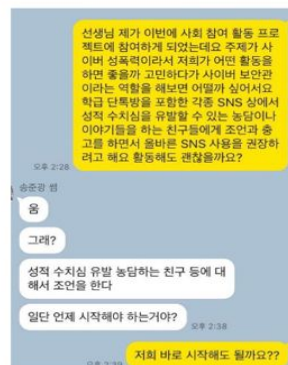 선생님 제가 이번에 사회 참여 활동 프로
젝트에 참여하게 되었는데요 주제가 사
이버 성폭력이라서 저희가 어떤 활동을
하면 좋을까 고민하다가 사이버 보안관
이라는 역할을 해보면 어떨까 싶어서요
학급 단톡방을 포함한 각종 SNS 상에서
성적 수치심을 유발할 수 있는 농담이나
이야기들을 하는 친구들에게 조언과 충
고를 하면서 올바른 SNS 사용을 권장하
려고 해요 활동해도 괜찮을까요?
오후 2:28
송준광 쌤
움
그래?
성적 수치심 유발 농담하는 친구 등에 대
해서 조언을 한다
일단 언제 시작해야 하는거야?
오후 2:38
저희 바로 시작해도 될까요??
오후 2:39